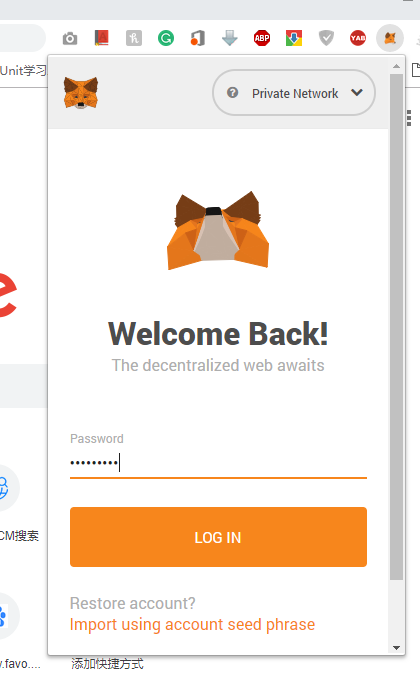 ABP
YAB
Unit学习
Private Network
e
Welcome Back!
The decentralized web awaits
Password
•••••••••
LOG IN
CM搜索
Restore account?
Import using account seed phrase
v.favo....
添加快捷方式